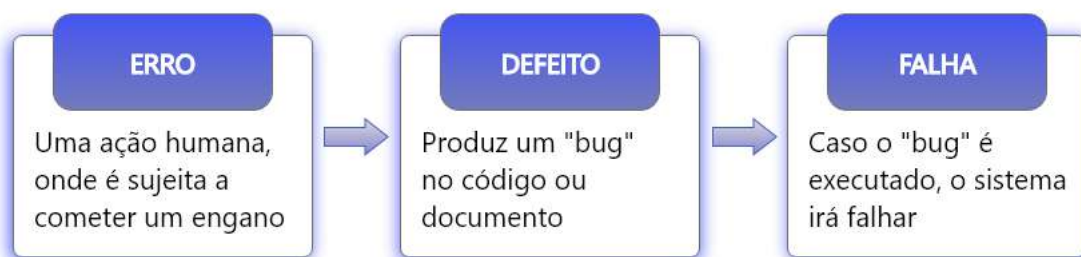 ERRO
Uma ação humana,
onde é sujeita a
cometer um engano
DEFEITO
Produz um "bug"
no código ou
documento
FALHA
Caso o "bug" é
executado, o sistema
irá falhar